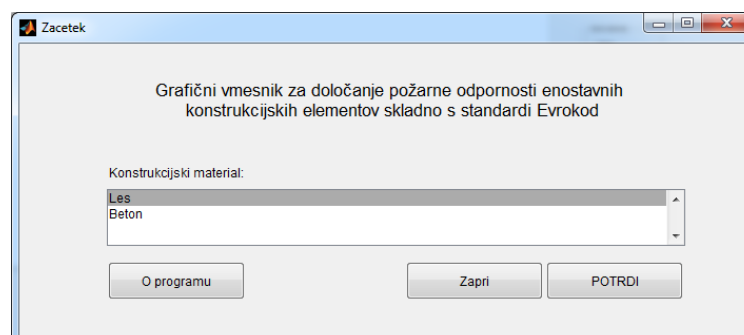 Zacetek
Grafični vmesnik za določanje požarne odpornosti enostavnih
konstrukcijskih elementov skladno s standardi Evrokod
Konstrukcijski material:
Les
Beton
O programu
Zapri
POTRDI